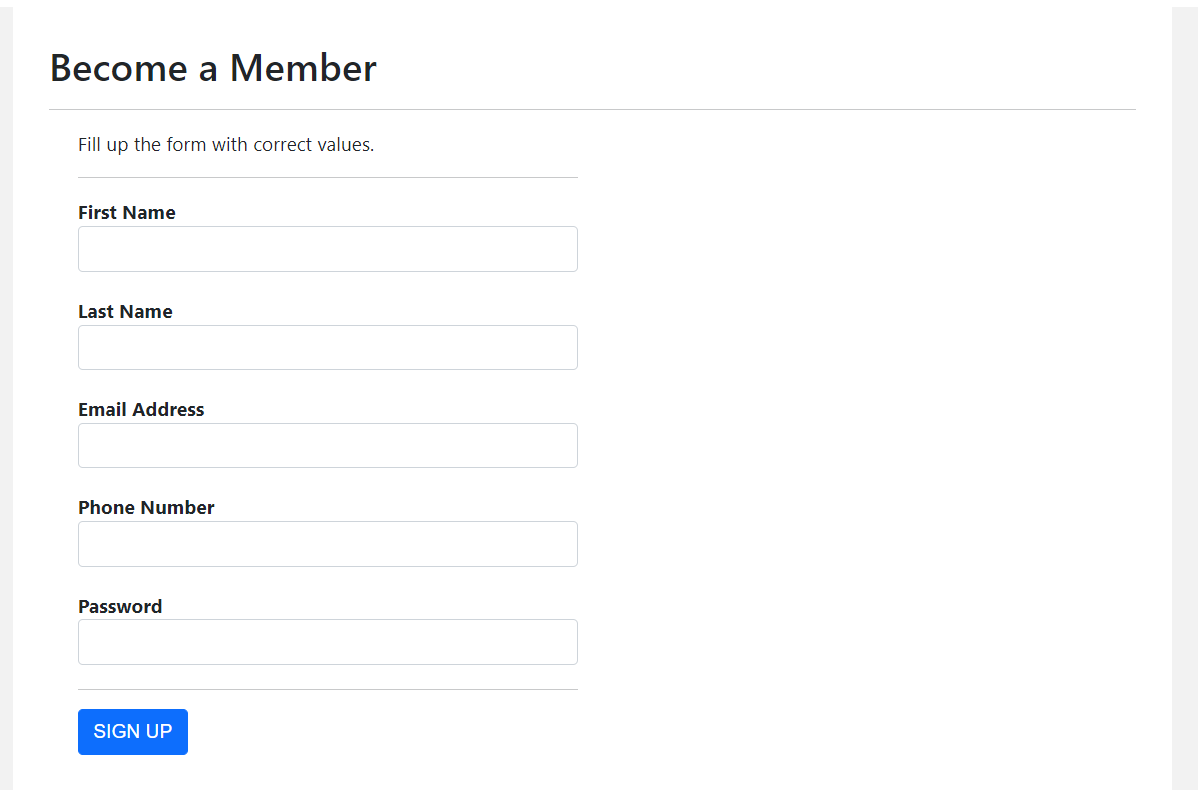 Become a Member
Fill up the form with correct values.
First Name
Last Name
Email Address
Phone Number
Password
SIGN UP